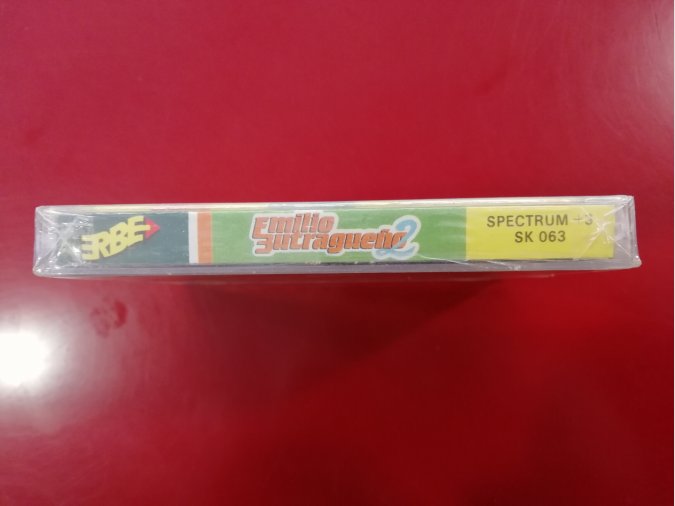 ERBE
Emilio
Butragueño 2
SPECTRUM +3
SK 063